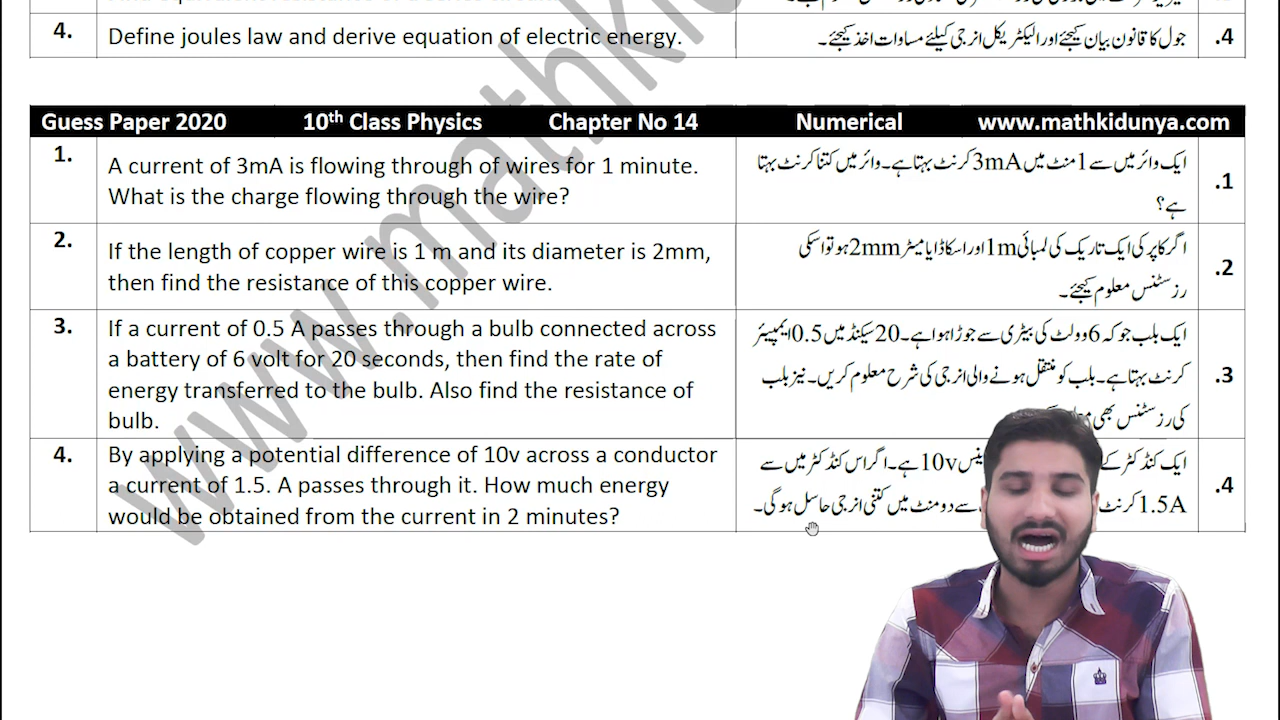 4. Define joules law and derive equation of electric energy.
جول کا قانون بیان کیجئے اور الیکٹریکل انرجی کیلئے مساوات اخذ کیجئے۔ .4
Guess Paper 2020 10th Class Physics Chapter No 14 Numerical www.mathkidunya.com
1. A current of 3mA is flowing through of wires for 1 minute.
What is the charge flowing through the wire?
ایک وائر میں سے 1 منٹ میں 3mA کرنٹ بہتا ہے۔ وائر میں کتنا کرنٹ بہتا
ہے؟ .1
2. If the length of copper wire is 1 m and its diameter is 2mm,
then find the resistance of this copper wire.
اگر کاپر کی ایک تار یک کی لمبائی 1m اور اسکا ڈایا میٹر 2mm ہو تو اسکی
رزسٹنس معلوم کیجئے۔ .2
3. If a current of 0.5 A passes through a bulb connected across
a battery of 6 volt for 20 seconds, then find the rate of
energy transferred to the bulb. Also find the resistance of
bulb.
ایک بلب جو کہ 6 وولٹ کی بیٹری سے جوڑا ہوا ہے۔ 20 سیکنڈ میں 0.5 ایمپیئر
کرنٹ بہتا ہے۔ بلب کو منتقل ہونے والی انرجی کی شرح معلوم کریں۔ نیز بلب
کی رزسٹنس بھی .3
4. By applying a potential difference of 10v across a conductor
a current of 1.5. A passes through it. How much energy
would be obtained from the current in 2 minutes?
ایک کنڈکٹر کے 10v ہے۔ اگر اس کنڈکٹر میں سے
1.5A کرنٹ سے دو منٹ میں کتنی انرجی حاسل ہو گی۔ .4
www.mathki